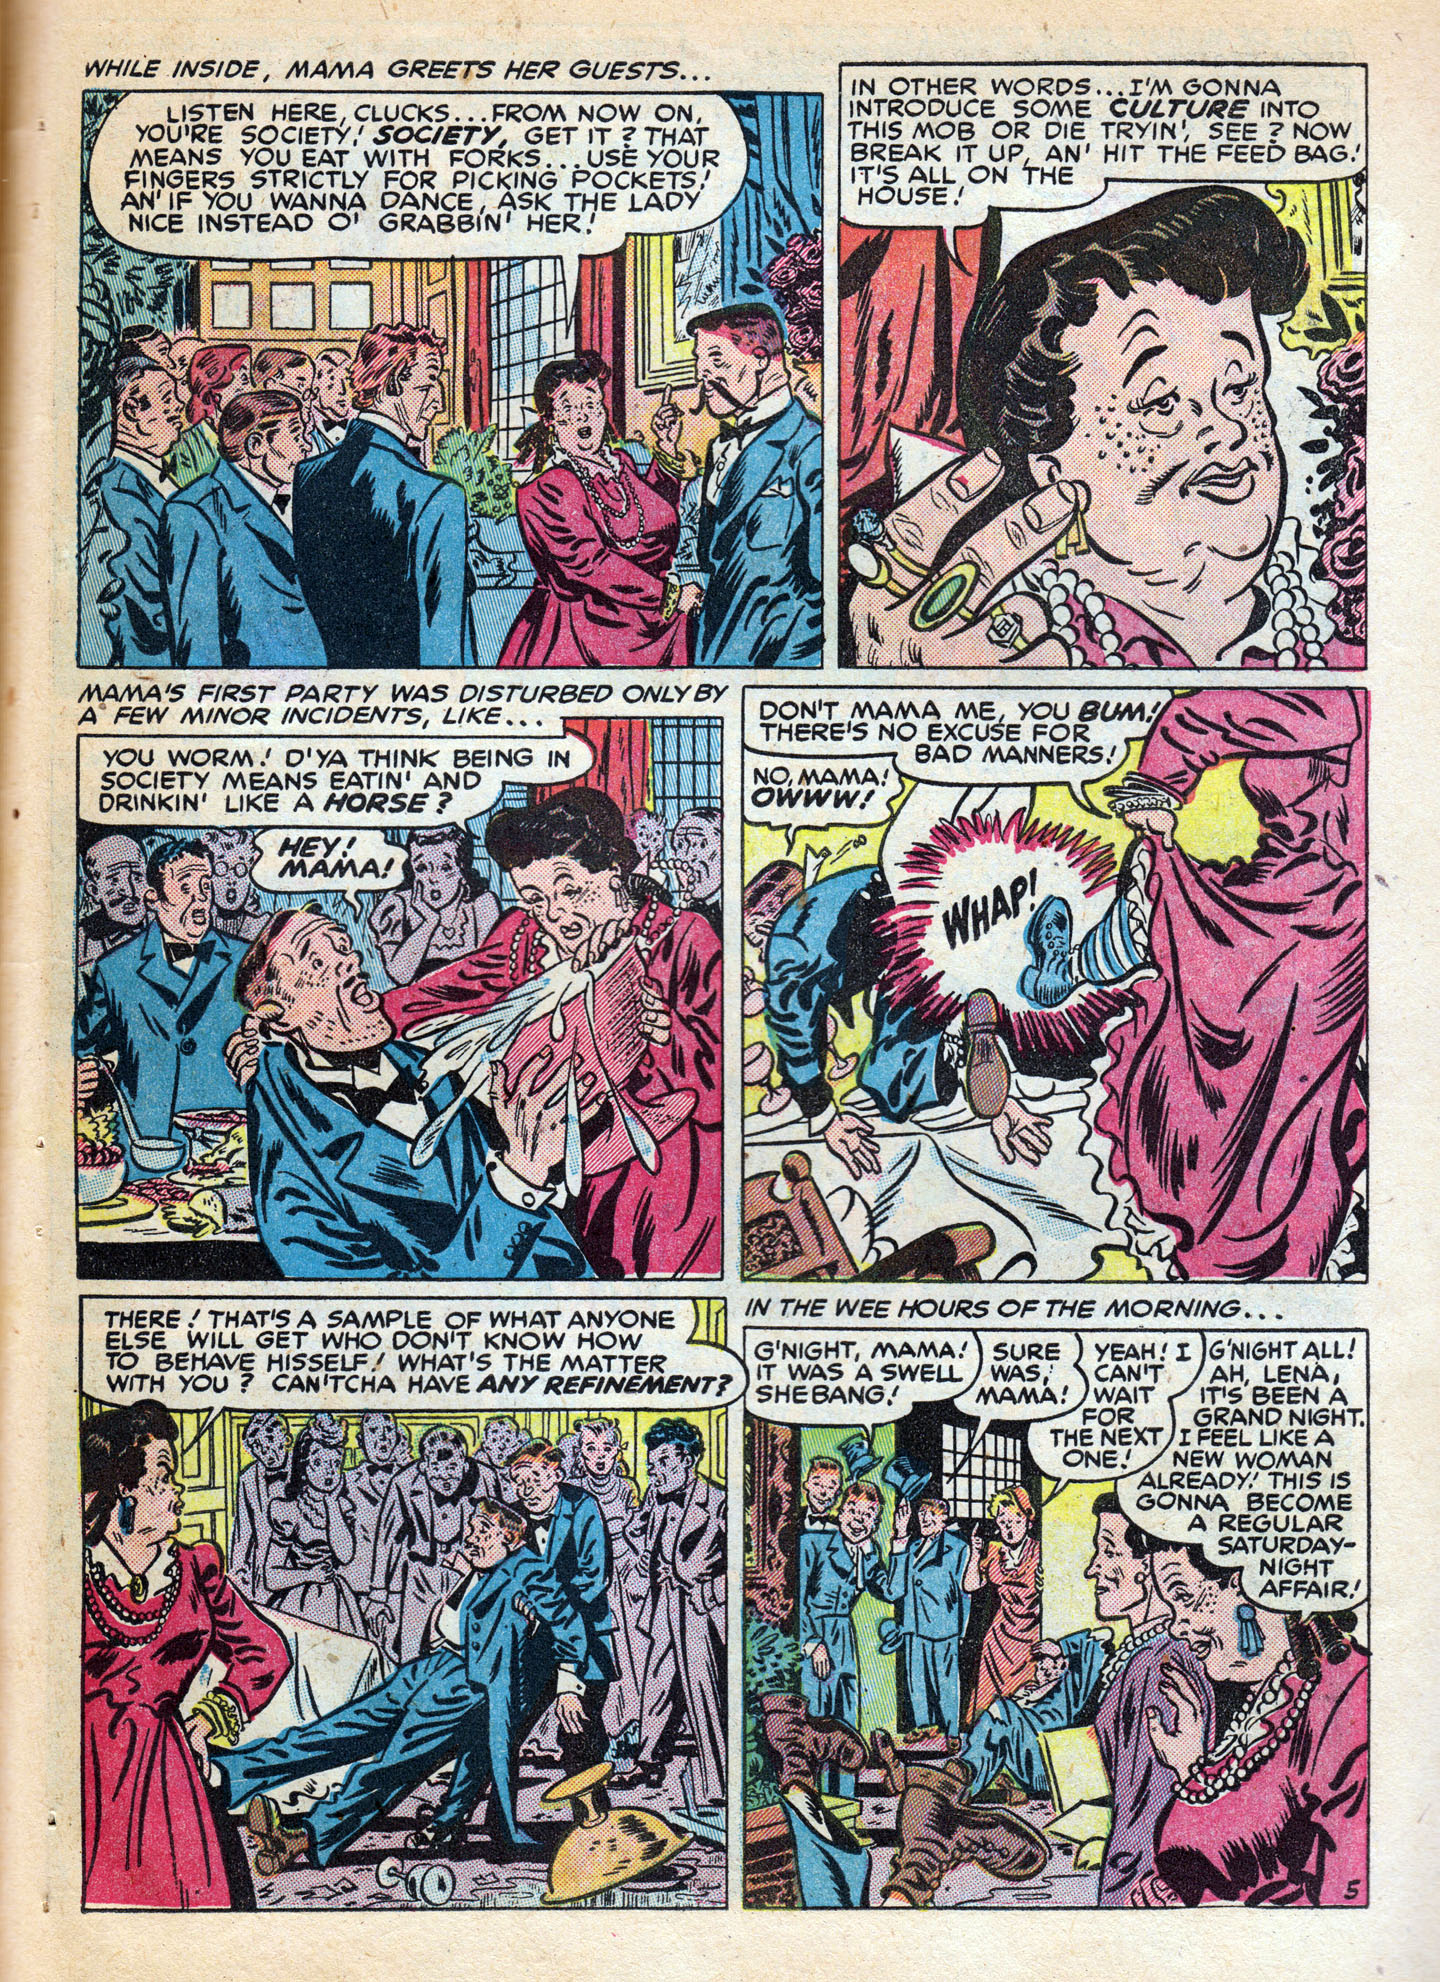 WHILE INSIDE, MAMA GREETS HER GUESTS...
LISTEN HERE, CLUCKS...FROM NOW ON,
YOU'RE SOCIETY! SOCIETY, GET IT? THAT
MEANS YOU EAT WITH FORKS...USE YOUR
FINGERS STRICTLY FOR PICKING POCKETS!
AN' IF YOU WANNA DANCE, ASK THE LADY
NICE INSTEAD O' GRABBIN' HER!
IN OTHER WORDS...I'M GONNA
INTRODUCE SOME CULTURE INTO
THIS MOB OR DIE TRYIN', SEE? NOW
BREAK IT UP, AN' HIT THE FEED BAG!
IT'S ALL ON THE
HOUSE!
MAMA'S FIRST PARTY WAS DISTURBED ONLY BY
A FEW MINOR INCIDENTS, LIKE...
YOU WORM! D'YA THINK BEING IN
SOCIETY MEANS EATIN' AND
DRINKIN' LIKE A HORSE?
HEY!
MAMA!
DON'T MAMA ME, YOU BUM!
THERE'S NO EXCUSE FOR
BAD MANNERS!
NO, MAMA!
OWWW!
WHAP!
THERE! THAT'S A SAMPLE OF WHAT ANYONE
ELSE WILL GET WHO DON'T KNOW HOW
TO BEHAVE HISSELF! WHAT'S THE MATTER
WITH YOU? CAN'TCHA HAVE ANY REFINEMENT?
IN THE WEE HOURS OF THE MORNING...
G'NIGHT, MAMA!
IT WAS A SWELL
SHEBANG!
SURE
WAS,
MAMA!
YEAH! I
CAN'T
WAIT
FOR
THE NEXT
ONE!
G'NIGHT ALL!
AH, LENA,
IT'S BEEN A
GRAND NIGHT.
I FEEL LIKE A
NEW WOMAN
ALREADY! THIS IS
GONNA BECOME
A REGULAR
SATURDAY-
NIGHT
AFFAIR!
5